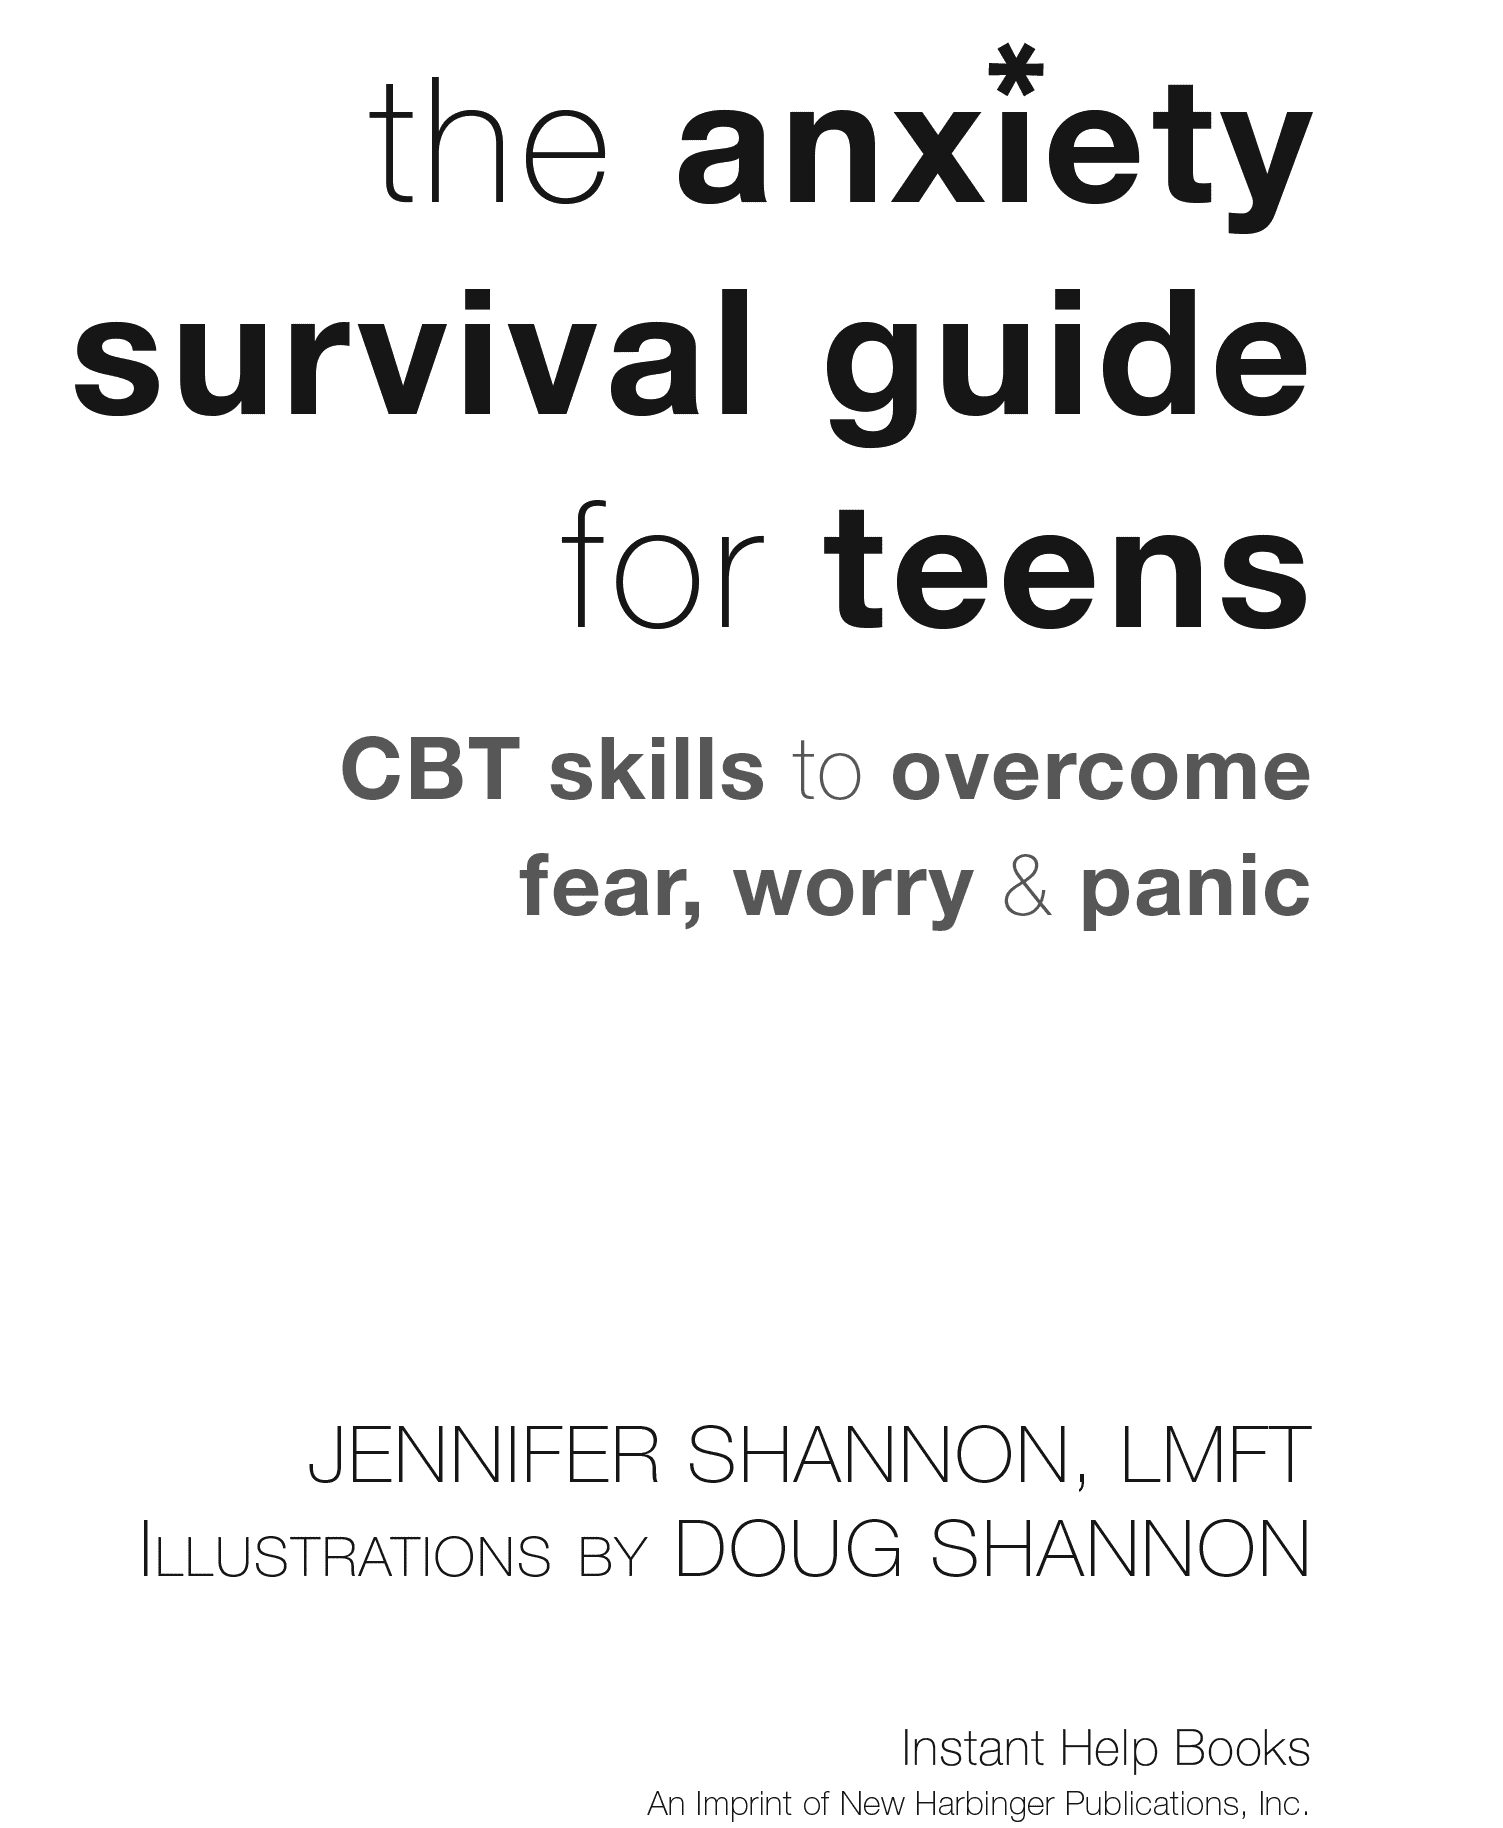 the anxiety
survival guide
for teens
CBT skills to overcome
fear, worry & panic
JENNIFER SHANNON, LMFT
ILLUSTRATIONS BY DOUG SHANNON
Instant Help Books
An Imprint of New Harbinger Publications, Inc.